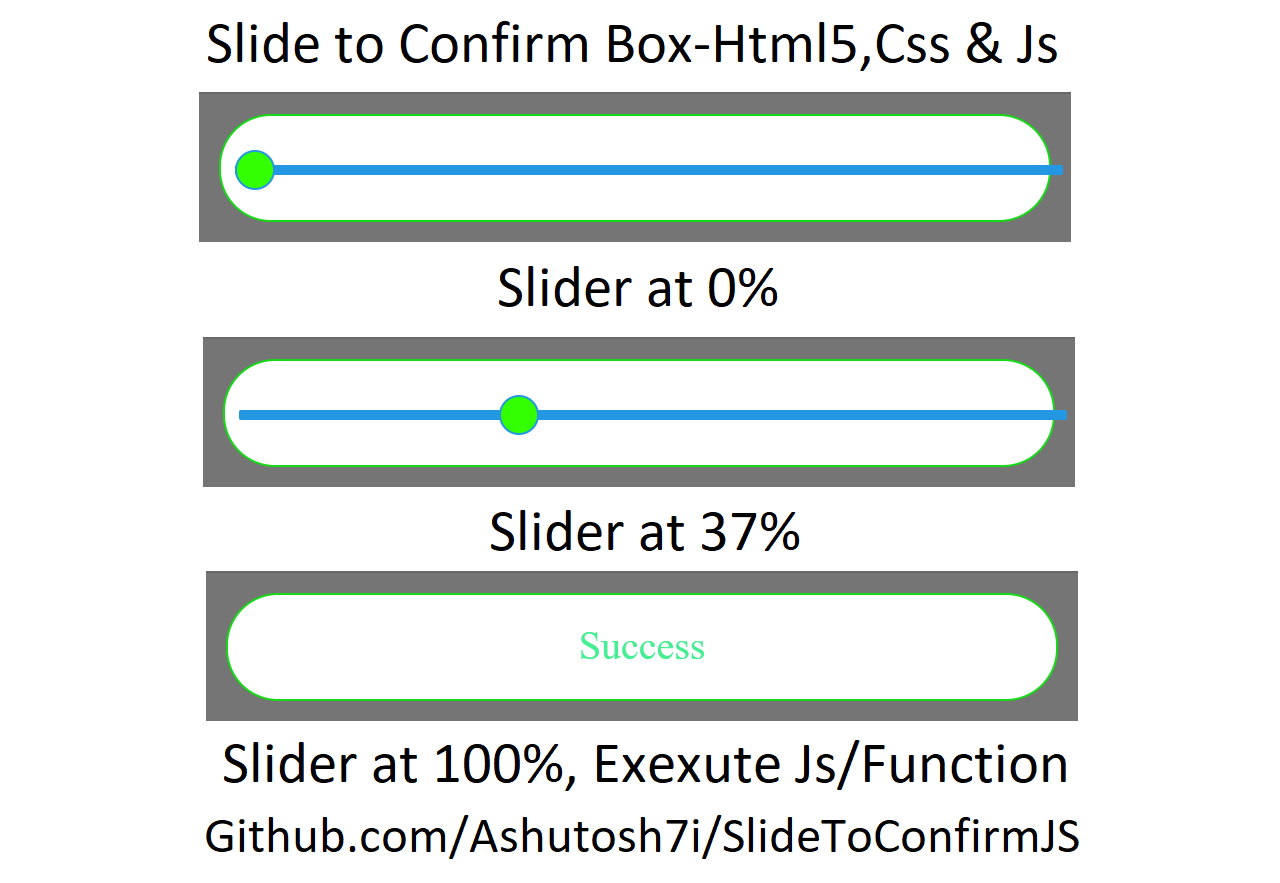 Slide to Confirm Box-Html5,Css & Js
Slider at 0%
Slider at 37%
Success
Slider at 100%, Exexute Js/Function
Github.com/Ashutosh7i/SlideToConfirmJS